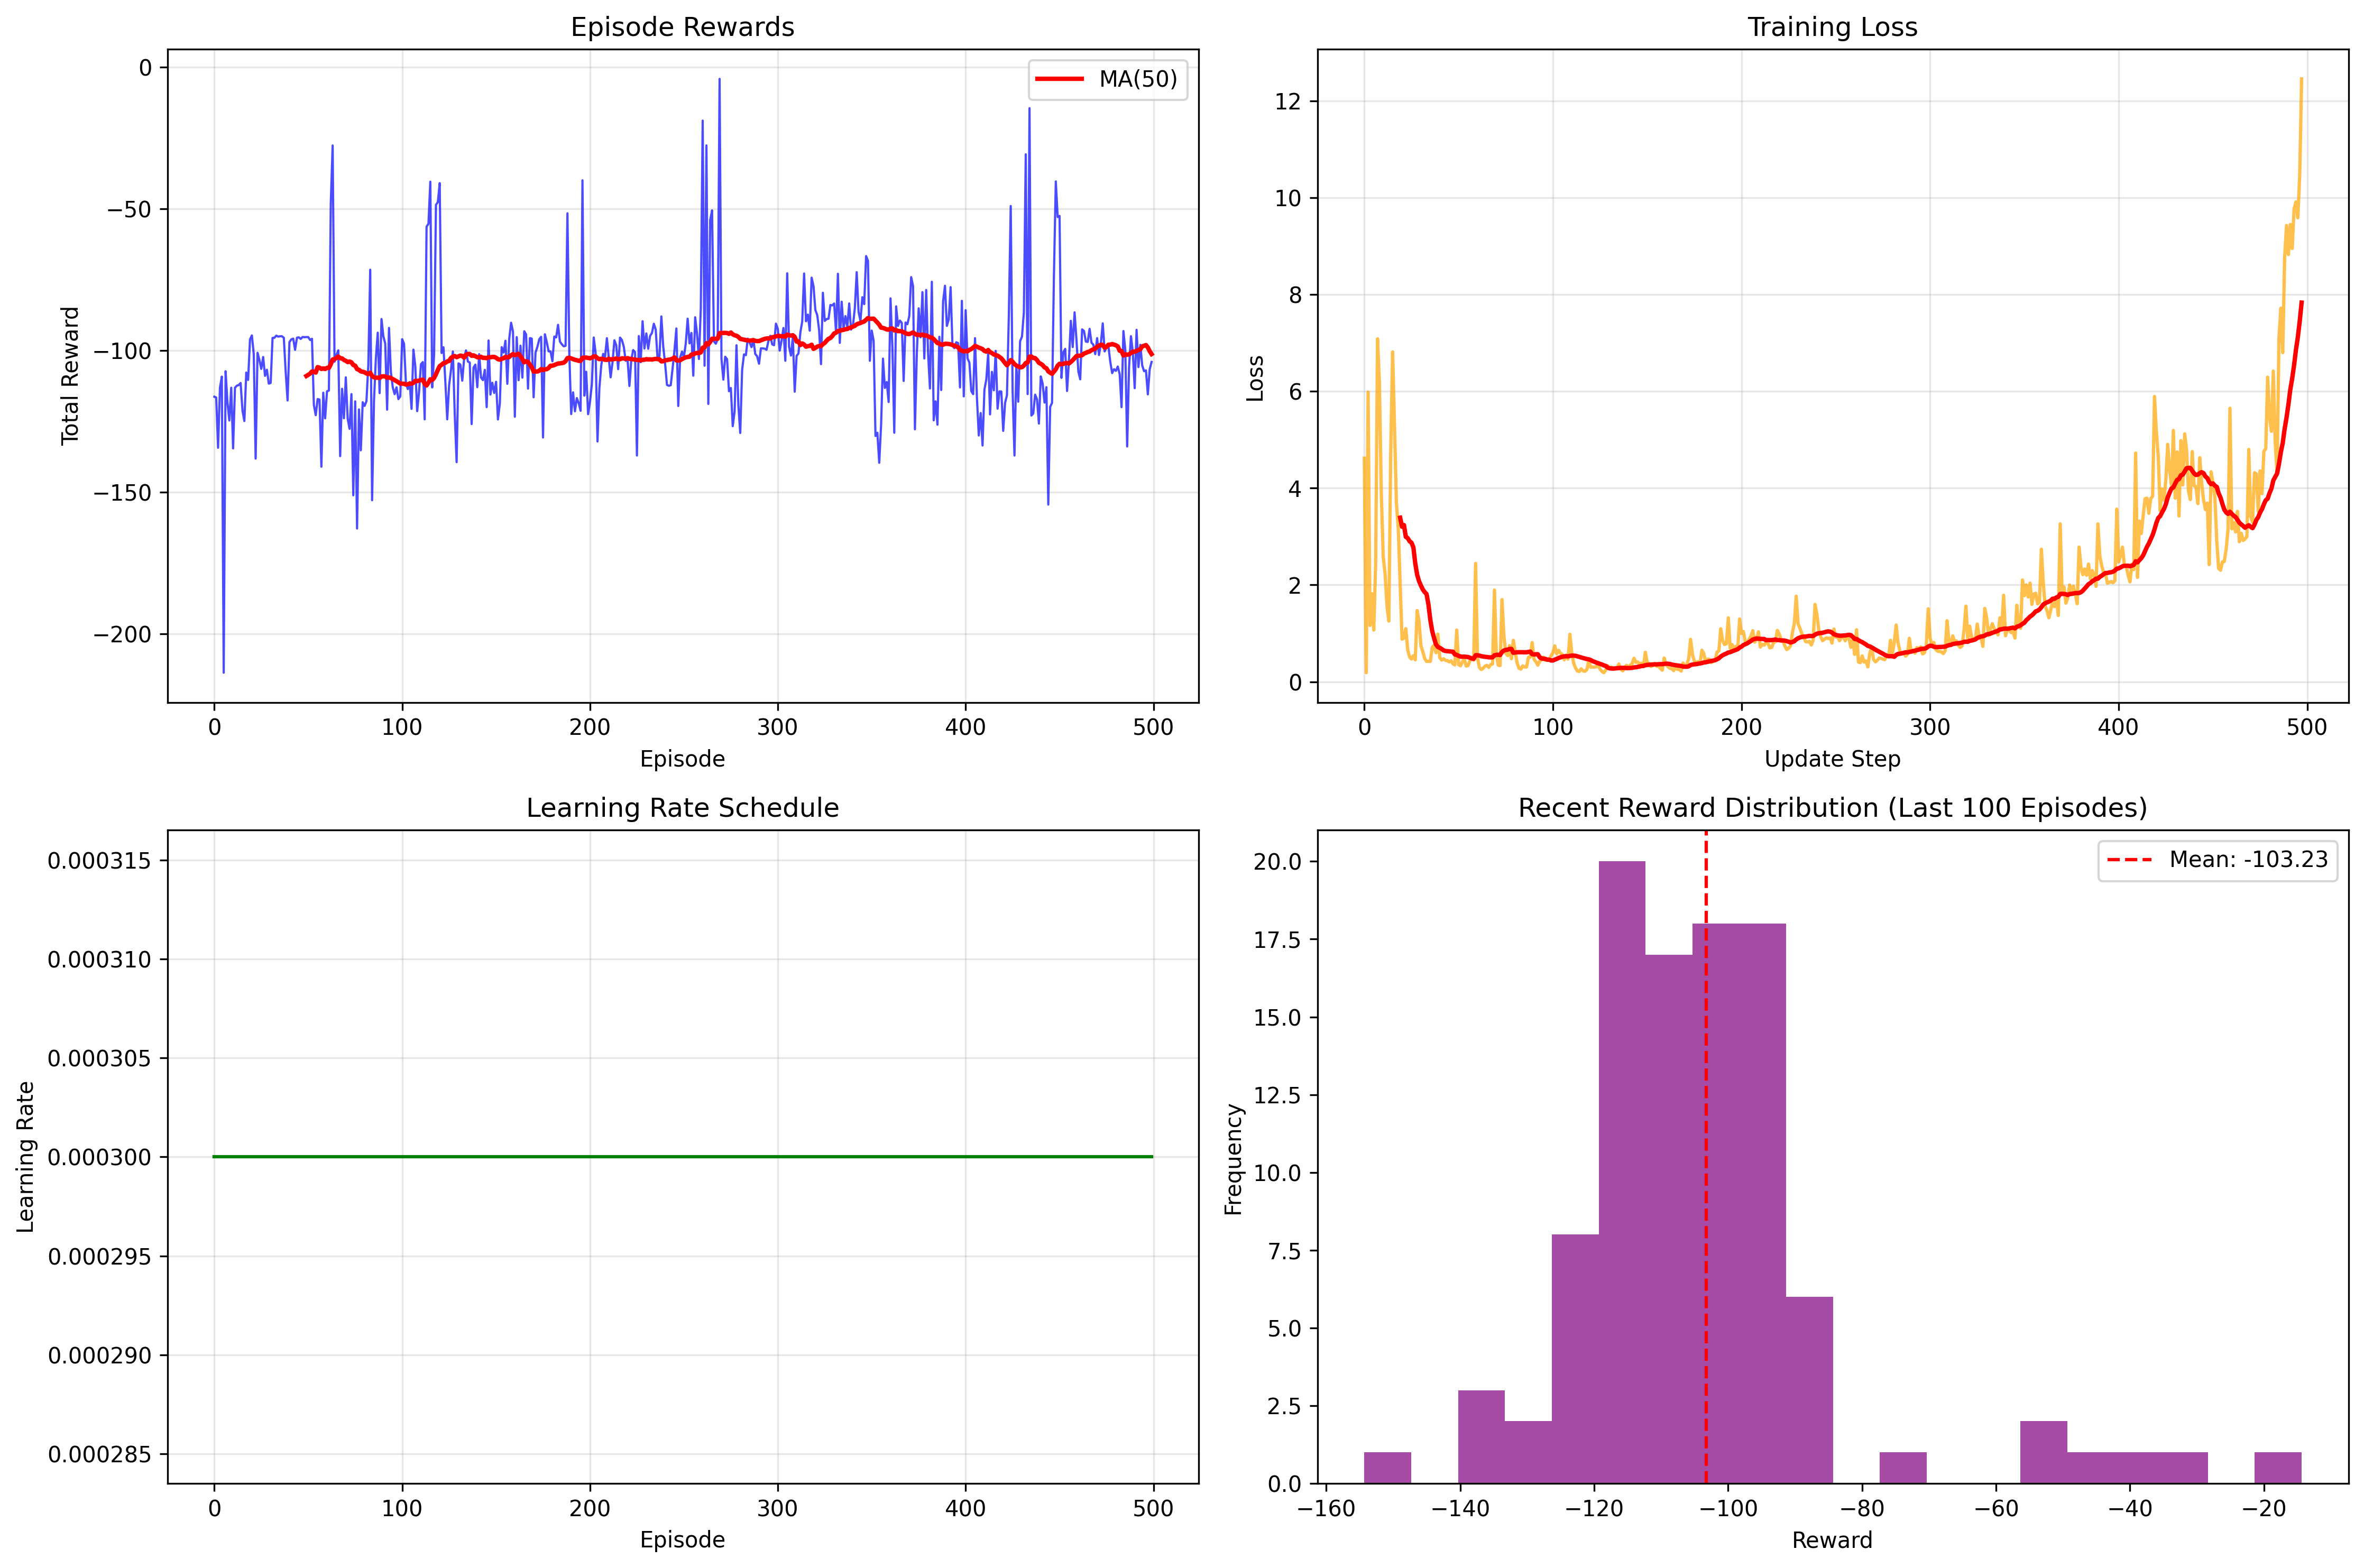 Episode Rewards
Total Reward
0
−50
−100
−150
−200
MA(50)
0 100 200 300 400 500
Episode
Training Loss
Loss
12
10
8
6
4
2
0
0 100 200 300 400 500
Update Step
Learning Rate Schedule
Learning Rate
0.000315
0.000310
0.000305
0.000300
0.000295
0.000290
0.000285
0 100 200 300 400 500
Episode
Recent Reward Distribution (Last 100 Episodes)
Frequency
20.0
17.5
15.0
12.5
10.0
7.5
5.0
2.5
0.0
Mean: -103.23
−160 −140 −120 −100 −80 −60 −40 −20
Reward